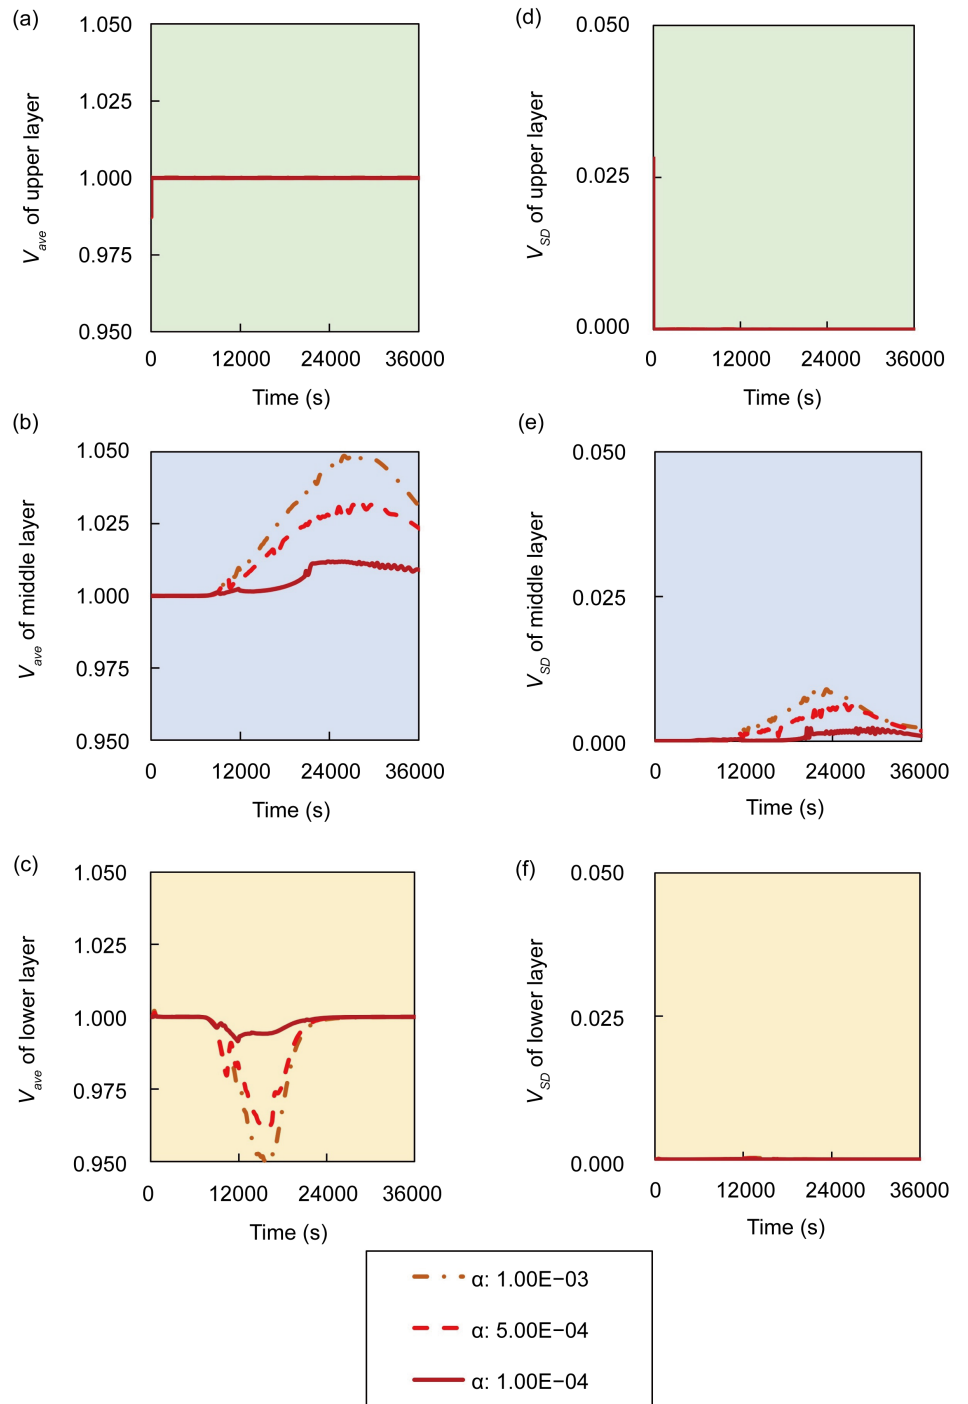 (a)
1.050
1.025
1.000
0.975
0.950
V_ave of upper layer
0 12000 24000 36000
Time (s)
(d)
0.050
0.025
0.000
V_SD of upper layer
0 12000 24000 36000
Time (s)
(b)
1.050
1.025
1.000
0.975
0.950
V_ave of middle layer
0 12000 24000 36000
Time (s)
(e)
0.050
0.025
0.000
V_SD of middle layer
0 12000 24000 36000
Time (s)
(c)
1.050
1.025
1.000
0.975
0.950
V_ave of lower layer
0 12000 24000 36000
Time (s)
(f)
0.050
0.025
0.000
V_SD of lower layer
0 12000 24000 36000
Time (s)
α: 1.00E−03
α: 5.00E−04
α: 1.00E−04